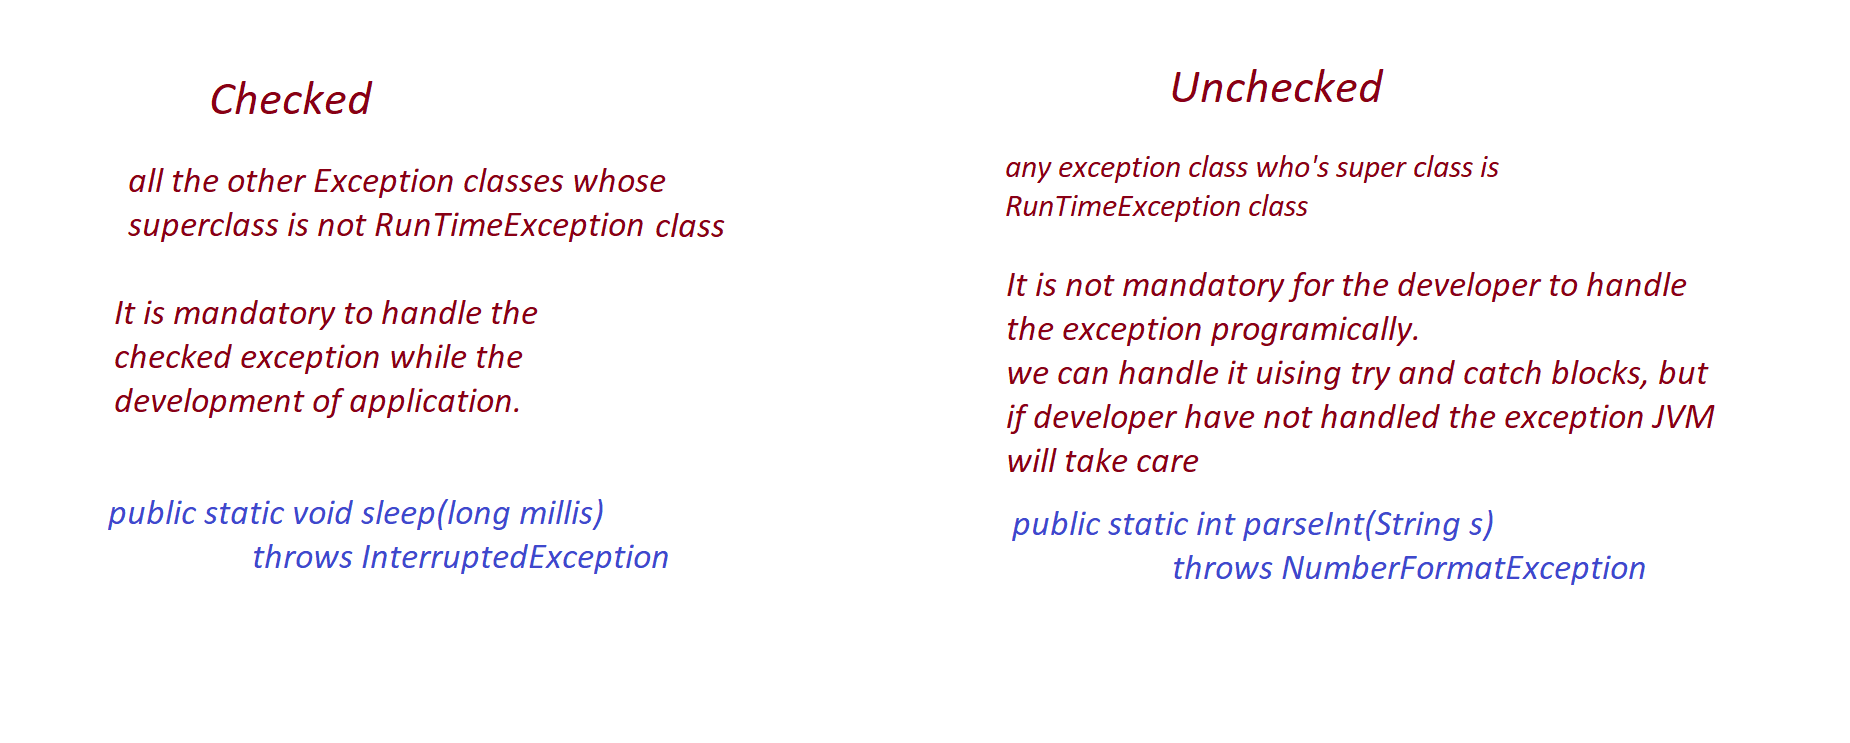 Checked
all the other Exception classes whose
superclass is not RunTimeException class
It is mandatory to handle the
checked exception while the
development of application.
public static void sleep(long millis)
throws InterruptedException
Unchecked
any exception class who's super class is
RunTimeException class
It is not mandatory for the developer to handle
the exception programically.
we can handle it uising try and catch blocks, but
if developer have not handled the exception JVM
will take care
public static int parseInt(String s)
throws NumberFormatException